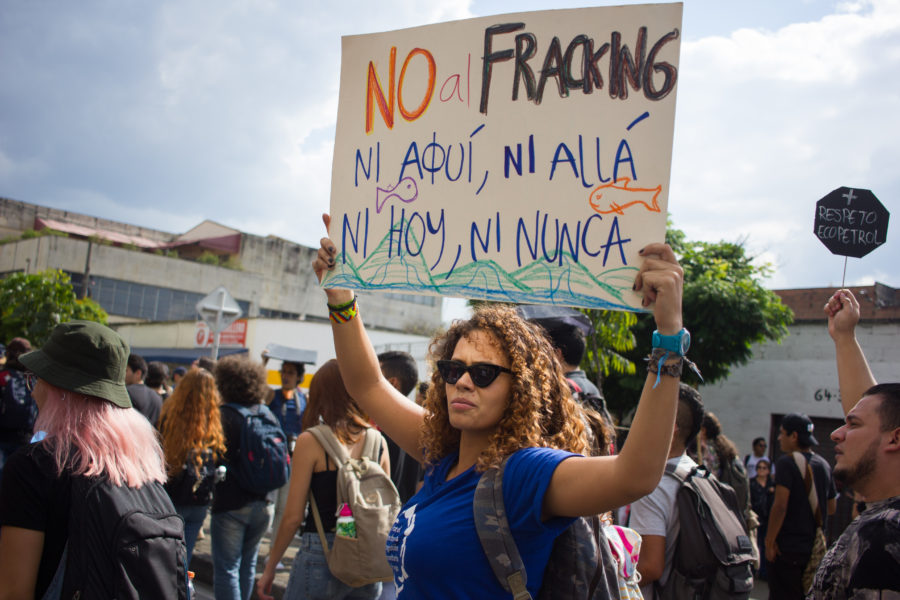 NO al FRACKING
NI AQUÍ, NI ALLÁ
NI HOY, NI NUNCA
RESPETO
ECOPETROL
64-